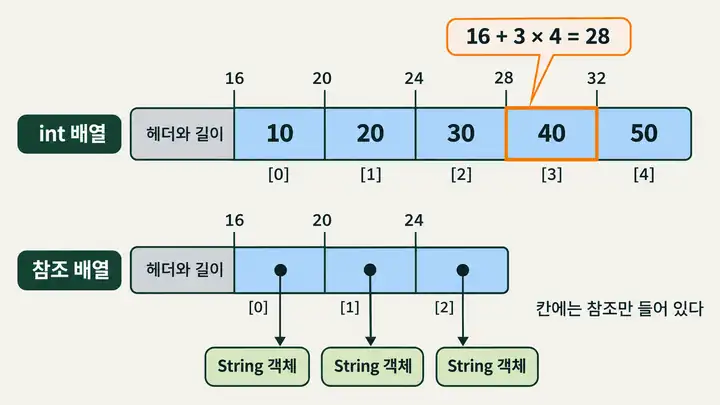 16 + 3 × 4 = 28
16 20 24 28 32
int 배열 헤더와 길이 10 20 30 40 50
[0] [1] [2] [3] [4]
16 20 24
참조 배열 헤더와 길이
[0] [1] [2] 칸에는 참조만 들어 있다
String 객체 String 객체 String 객체